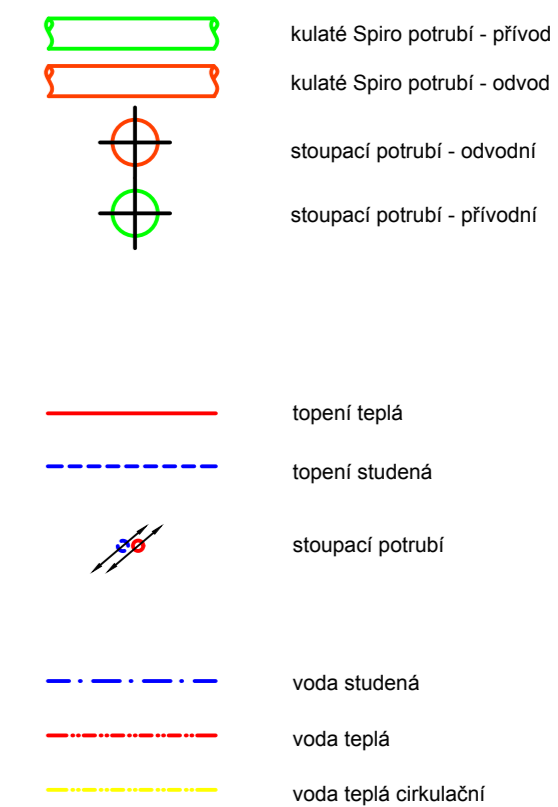 kulaté Spiro potrubí - přívod
kulaté Spiro potrubí - odvod
stoupací potrubí - odvodní
stoupací potrubí - přívodní
topení teplá
topení studená
stoupací potrubí
voda studená
voda teplá
voda teplá cirkulační